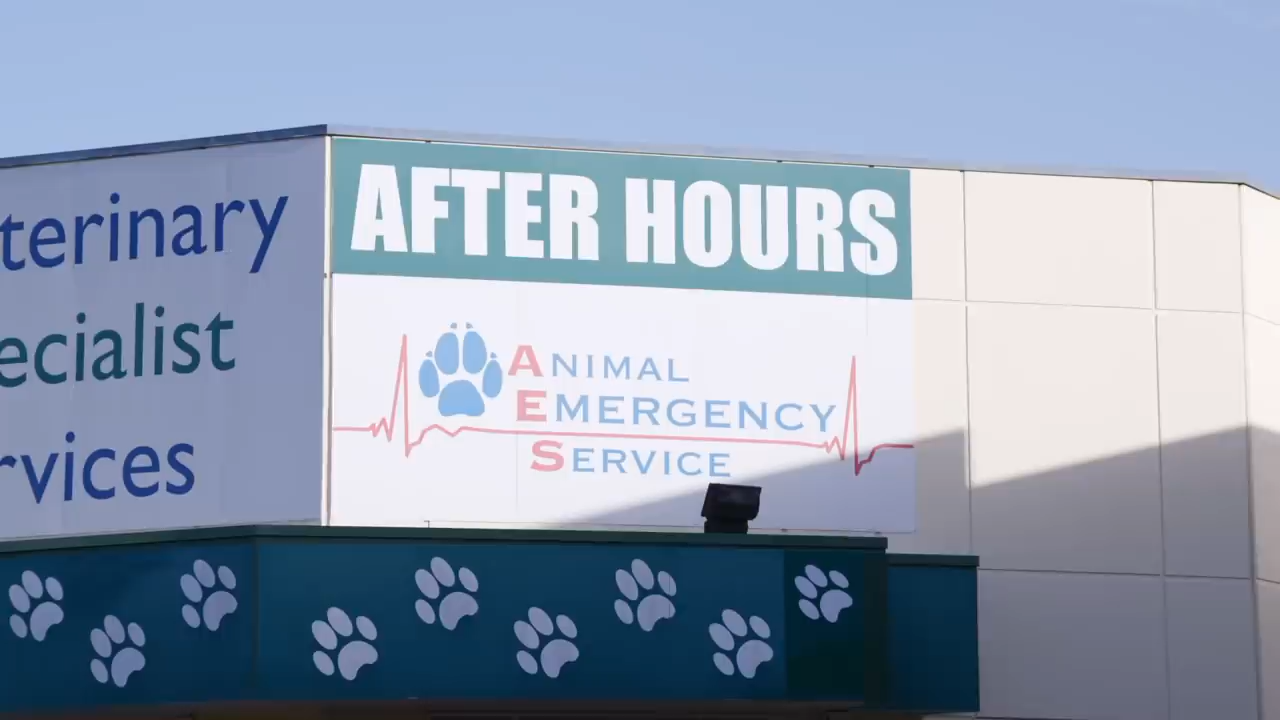 terinary
ecialist
rvices
AFTER HOURS
ANIMAL
EMERGENCY
SERVICE